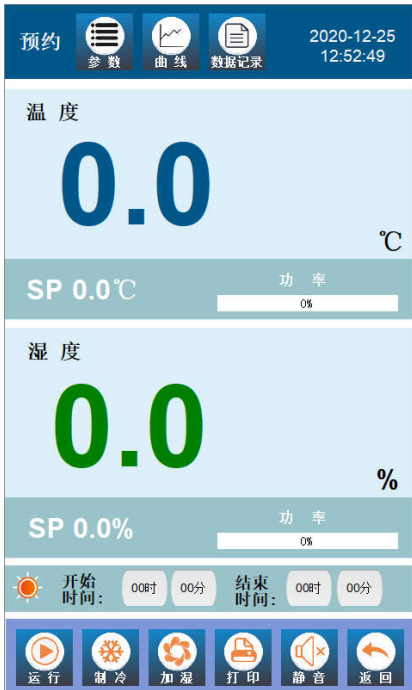 预约
参 数
曲 线
数据记录
2020-12-25
12:52:49
温 度
0.0
℃
SP 0.0℃
功 率
0%
湿 度
0.0
%
SP 0.0%
功 率
0%
开始
时间：
00时 00分
结束
时间：
00时 00分
运 行
制 冷
加 湿
打 印
静 音
返 回